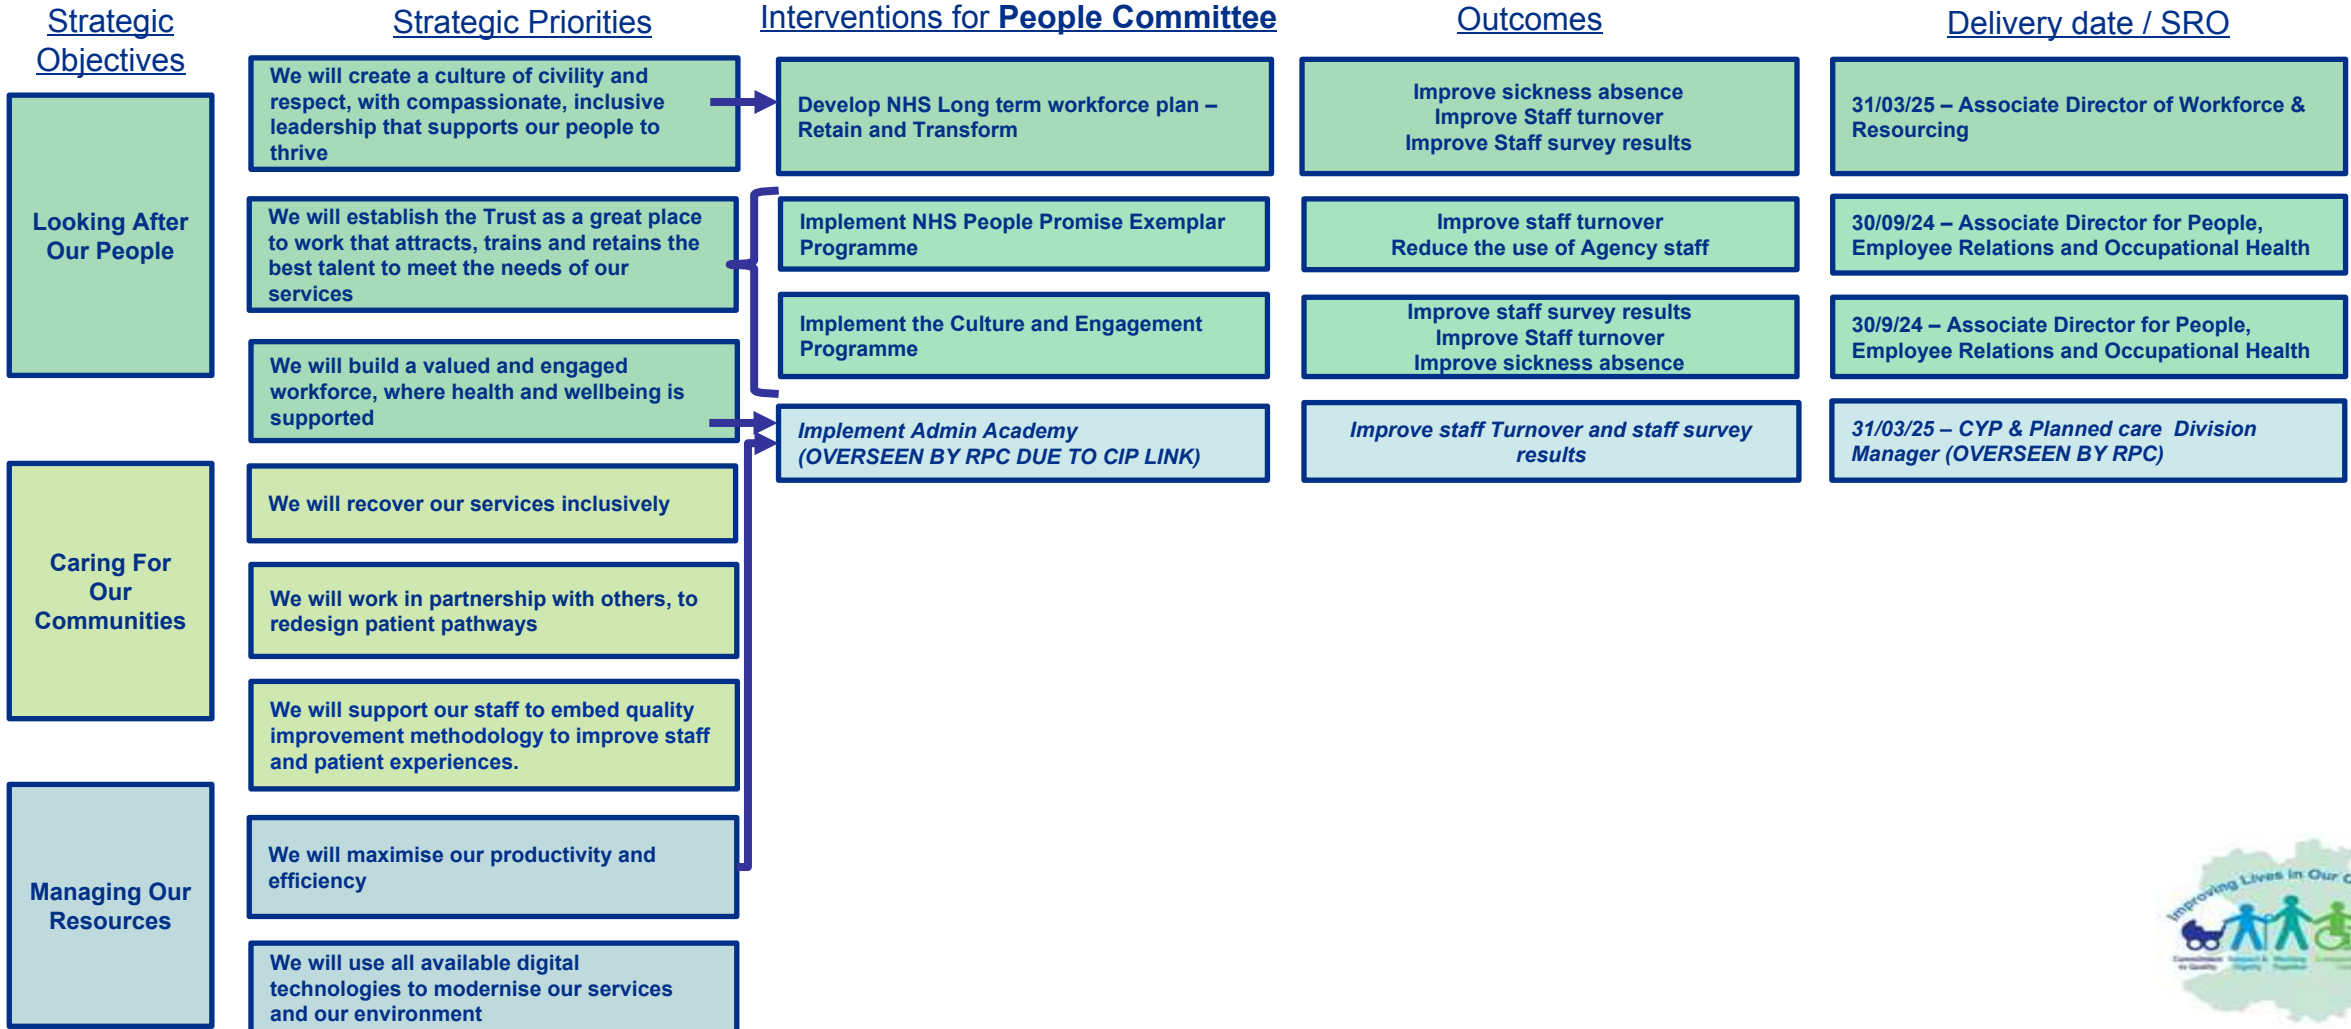 Strategic
Objectives
Strategic Priorities
Interventions for People Committee
Outcomes
Delivery date / SRO
Looking After
Our People
We will create a culture of civility and
respect, with compassionate, inclusive
leadership that supports our people to
thrive
Develop NHS Long term workforce plan –
Retain and Transform
Improve sickness absence
Improve Staff turnover
Improve Staff survey results
31/03/25 – Associate Director of Workforce &
Resourcing
We will establish the Trust as a great place
to work that attracts, trains and retains the
best talent to meet the needs of our
services
Implement NHS People Promise Exemplar
Programme
Improve staff turnover
Reduce the use of Agency staff
30/09/24 – Associate Director for People,
Employee Relations and Occupational Health
Implement the Culture and Engagement
Programme
Improve staff survey results
Improve Staff turnover
Improve sickness absence
30/9/24 – Associate Director for People,
Employee Relations and Occupational Health
We will build a valued and engaged
workforce, where health and wellbeing is
supported
Implement Admin Academy
(OVERSEEN BY RPC DUE TO CIP LINK)
Improve staff Turnover and staff survey
results
31/03/25 – CYP & Planned care Division
Manager (OVERSEEN BY RPC)
Caring For
Our
Communities
We will recover our services inclusively
We will work in partnership with others, to
redesign patient pathways
We will support our staff to embed quality
improvement methodology to improve staff
and patient experiences.
Managing Our
Resources
We will maximise our productivity and
efficiency
We will use all available digital
technologies to modernise our services
and our environment
Improving Lives in Our